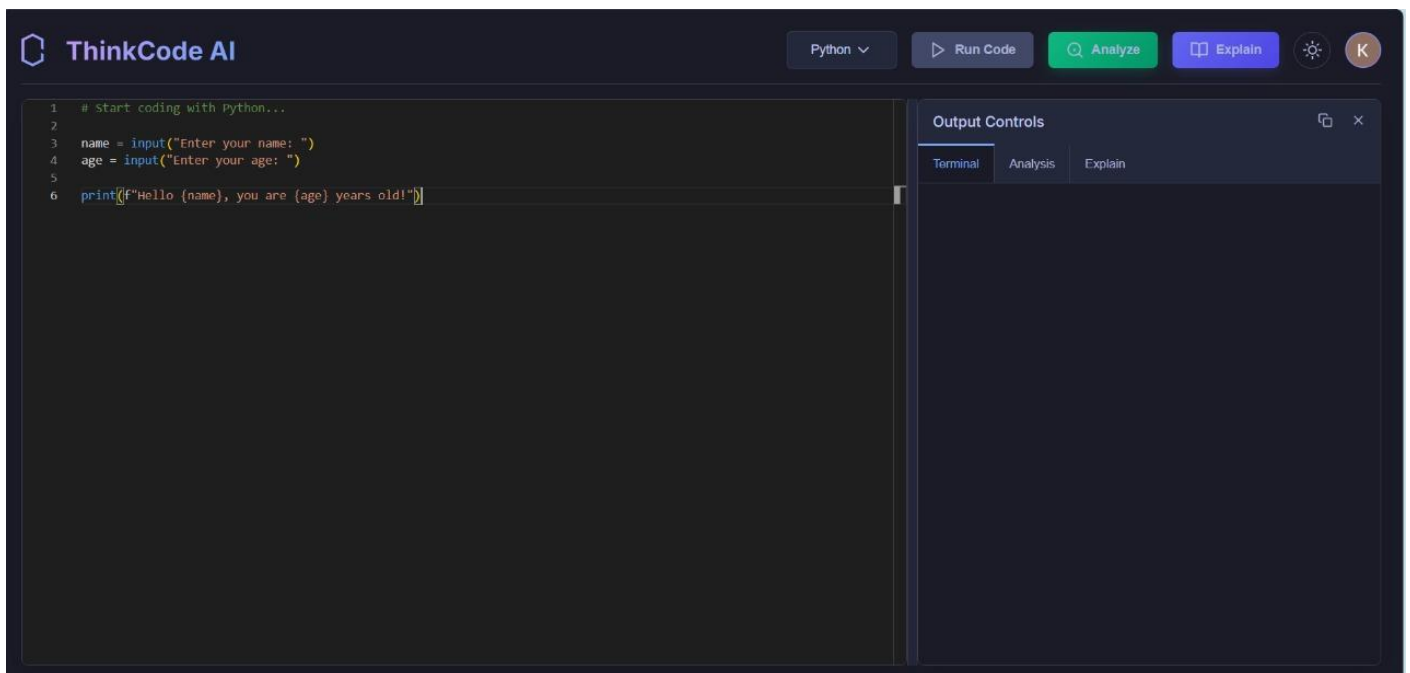 ThinkCode AI
Python
Run Code
Analyze
Explain
K
1 # Start coding with Python...
2
3 name = input("Enter your name: ")
4 age = input("Enter your age: ")
5
6 print(f"Hello {name}, you are {age} years old!")
Output Controls
Terminal Analysis Explain